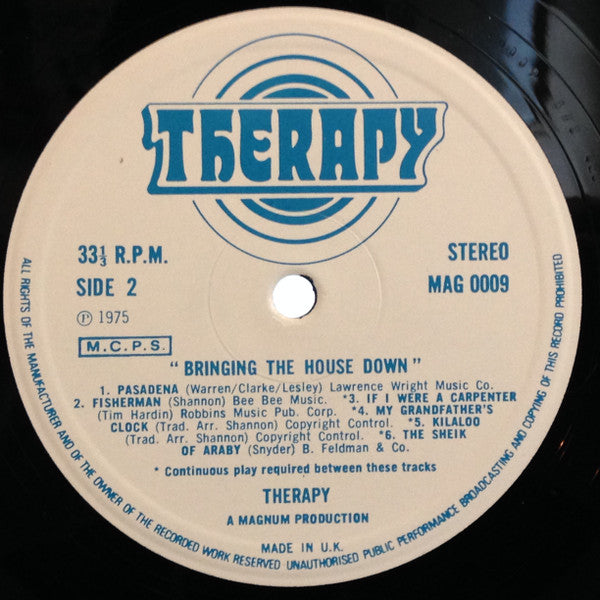 THERAPY
33⅓ R.P.M.
STEREO
SIDE 2
MAG 0009
Ⓟ 1975
M.C.P.S.
"BRINGING THE HOUSE DOWN"
1. PASADENA (Warren/Clarke/Lesley) Lawrence Wright Music Co.
2. FISHERMAN (Shannon) Bee Bee Music. *3. IF I WERE A CARPENTER
(Tim Hardin) Robbins Music Pub. Corp. *4. MY GRANDFATHER'S
CLOCK (Trad. Arr. Shannon) Copyright Control. *5. KILALOO
(Trad. Arr. Shannon) Copyright Control. *6. THE SHEIK
OF ARABY (Snyder) B. Feldman & Co.
* Continuous play required between these tracks
THERAPY
A MAGNUM PRODUCTION
MADE IN U.K.
ALL RIGHTS OF THE MANUFACTURER AND OF THE OWNER OF THE RECORDED WORK RESERVED UNAUTHORISED PUBLIC PERFORMANCE BROADCASTING AND COPYING OF THIS RECORD PROHIBITED